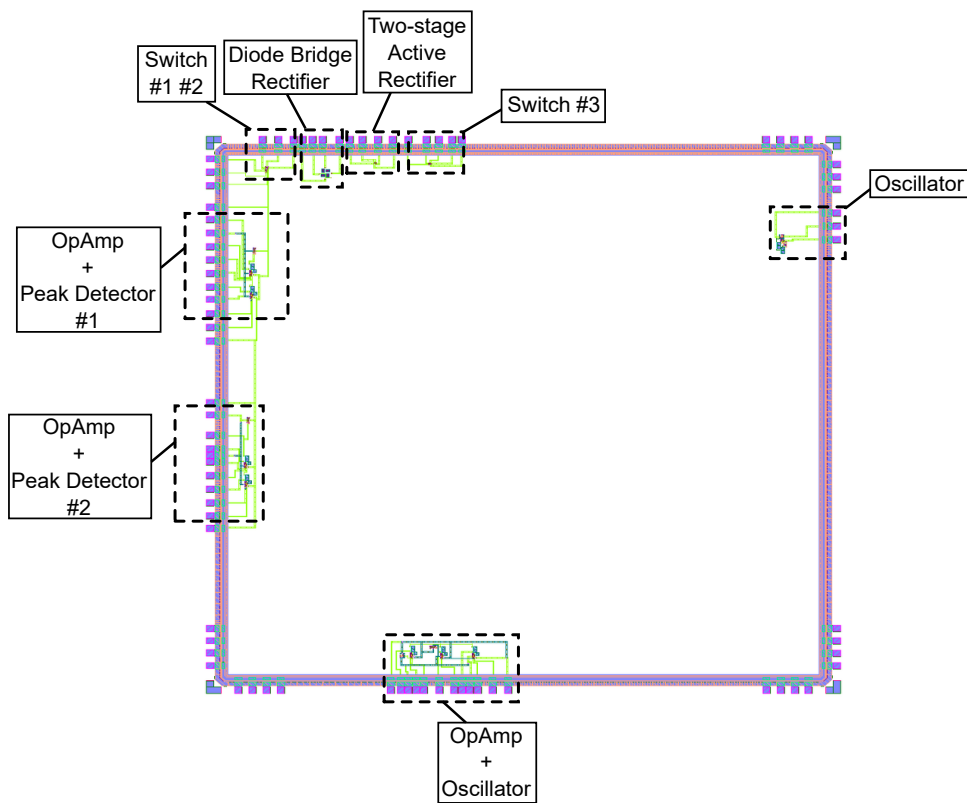 Two-stage
Active
Rectifier
Diode Bridge
Rectifier
Switch
#1 #2
Switch #3
Oscillator
OpAmp
+
Peak Detector
#1
OpAmp
+
Peak Detector
#2
OpAmp
+
Oscillator